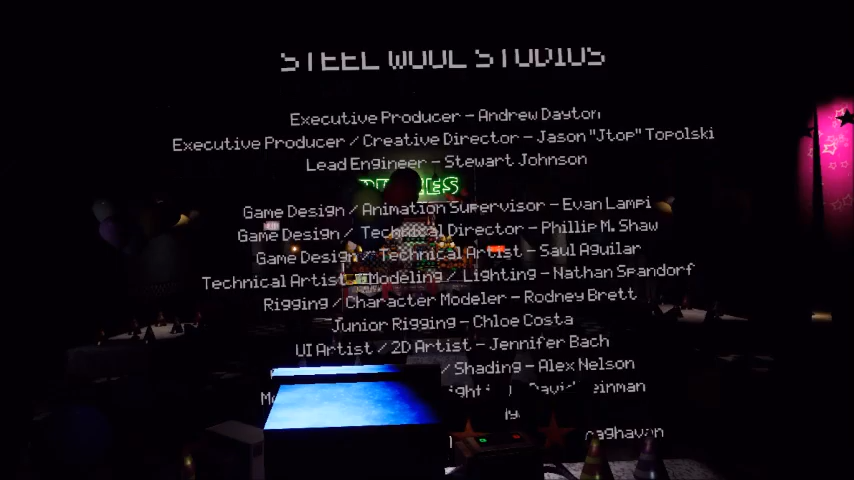 STEEL WOOL STUDIOS
Executive Producer - Andrew Dayton
Executive Producer / Creative Director - Jason "Jtop" Topolski
Lead Engineer - Stewart Johnson
Game Design / Animation Supervisor - Evan Lampi
Game Design / Technical Director - Phillip M. Shaw
Game Design / Technical Artist - Saul Aguilar
Technical Artist / Modeling / Lighting - Nathan Spandorf
Rigging / Character Modeler - Rodney Brett
Junior Rigging - Chloe Costa
UI Artist / 2D Artist - Jennifer Bach
/ Shading - Alex Nelson
David